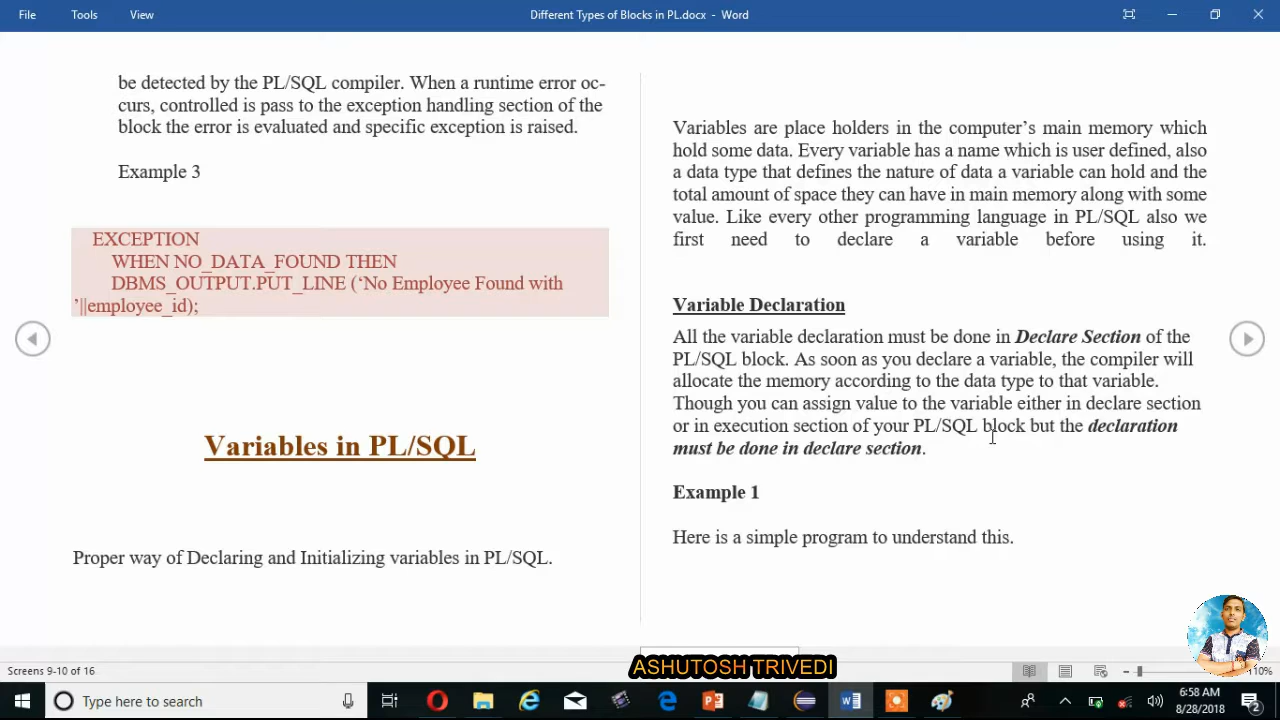 File Tools View Different Types of Blocks in PL.docx - Word
be detected by the PL/SQL compiler. When a runtime error oc-
curs, controlled is pass to the exception handling section of the
block the error is evaluated and specific exception is raised.
Example 3
EXCEPTION
WHEN NO_DATA_FOUND THEN
DBMS_OUTPUT.PUT_LINE (‘No Employee Found with
’||employee_id);
Variables in PL/SQL
Proper way of Declaring and Initializing variables in PL/SQL.
Variables are place holders in the computer’s main memory which
hold some data. Every variable has a name which is user defined, also
a data type that defines the nature of data a variable can hold and the
total amount of space they can have in main memory along with some
value. Like every other programming language in PL/SQL also we
first need to declare a variable before using it.
Variable Declaration
All the variable declaration must be done in Declare Section of the
PL/SQL block. As soon as you declare a variable, the compiler will
allocate the memory according to the data type to that variable.
Though you can assign value to the variable either in declare section
or in execution section of your PL/SQL block but the declaration
must be done in declare section.
Example 1
Here is a simple program to understand this.
Screens 9-10 of 16
110%
ASHUTOSH TRIVEDI
Type here to search
6:58 AM
8/28/2018
2